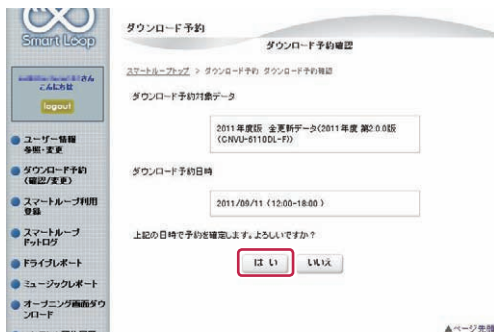 Smart Loop
さん
こんにちは
logout
ユーザー情報
参照・変更
ダウンロード予約
(確認/変更)
スマートループ利用
登録
スマートループ
ドットログ
ドライブレポート
ミュージックレポート
オープニング画面ダウ
ンロード
ダウンロード予約
ダウンロード予約確認
スマートループトップ > ダウンロード予約 ダウンロード予約確認
ダウンロード予約対象データ
2011年度版 全更新データ(2011年度 第2.0.0版
(CNVU-6110DL-F))
ダウンロード予約日時
2011/09/11 (12:00-18:00 )
上記の日時で予約を確定します。よろしいですか?
はい
いいえ
▲ページ先頭